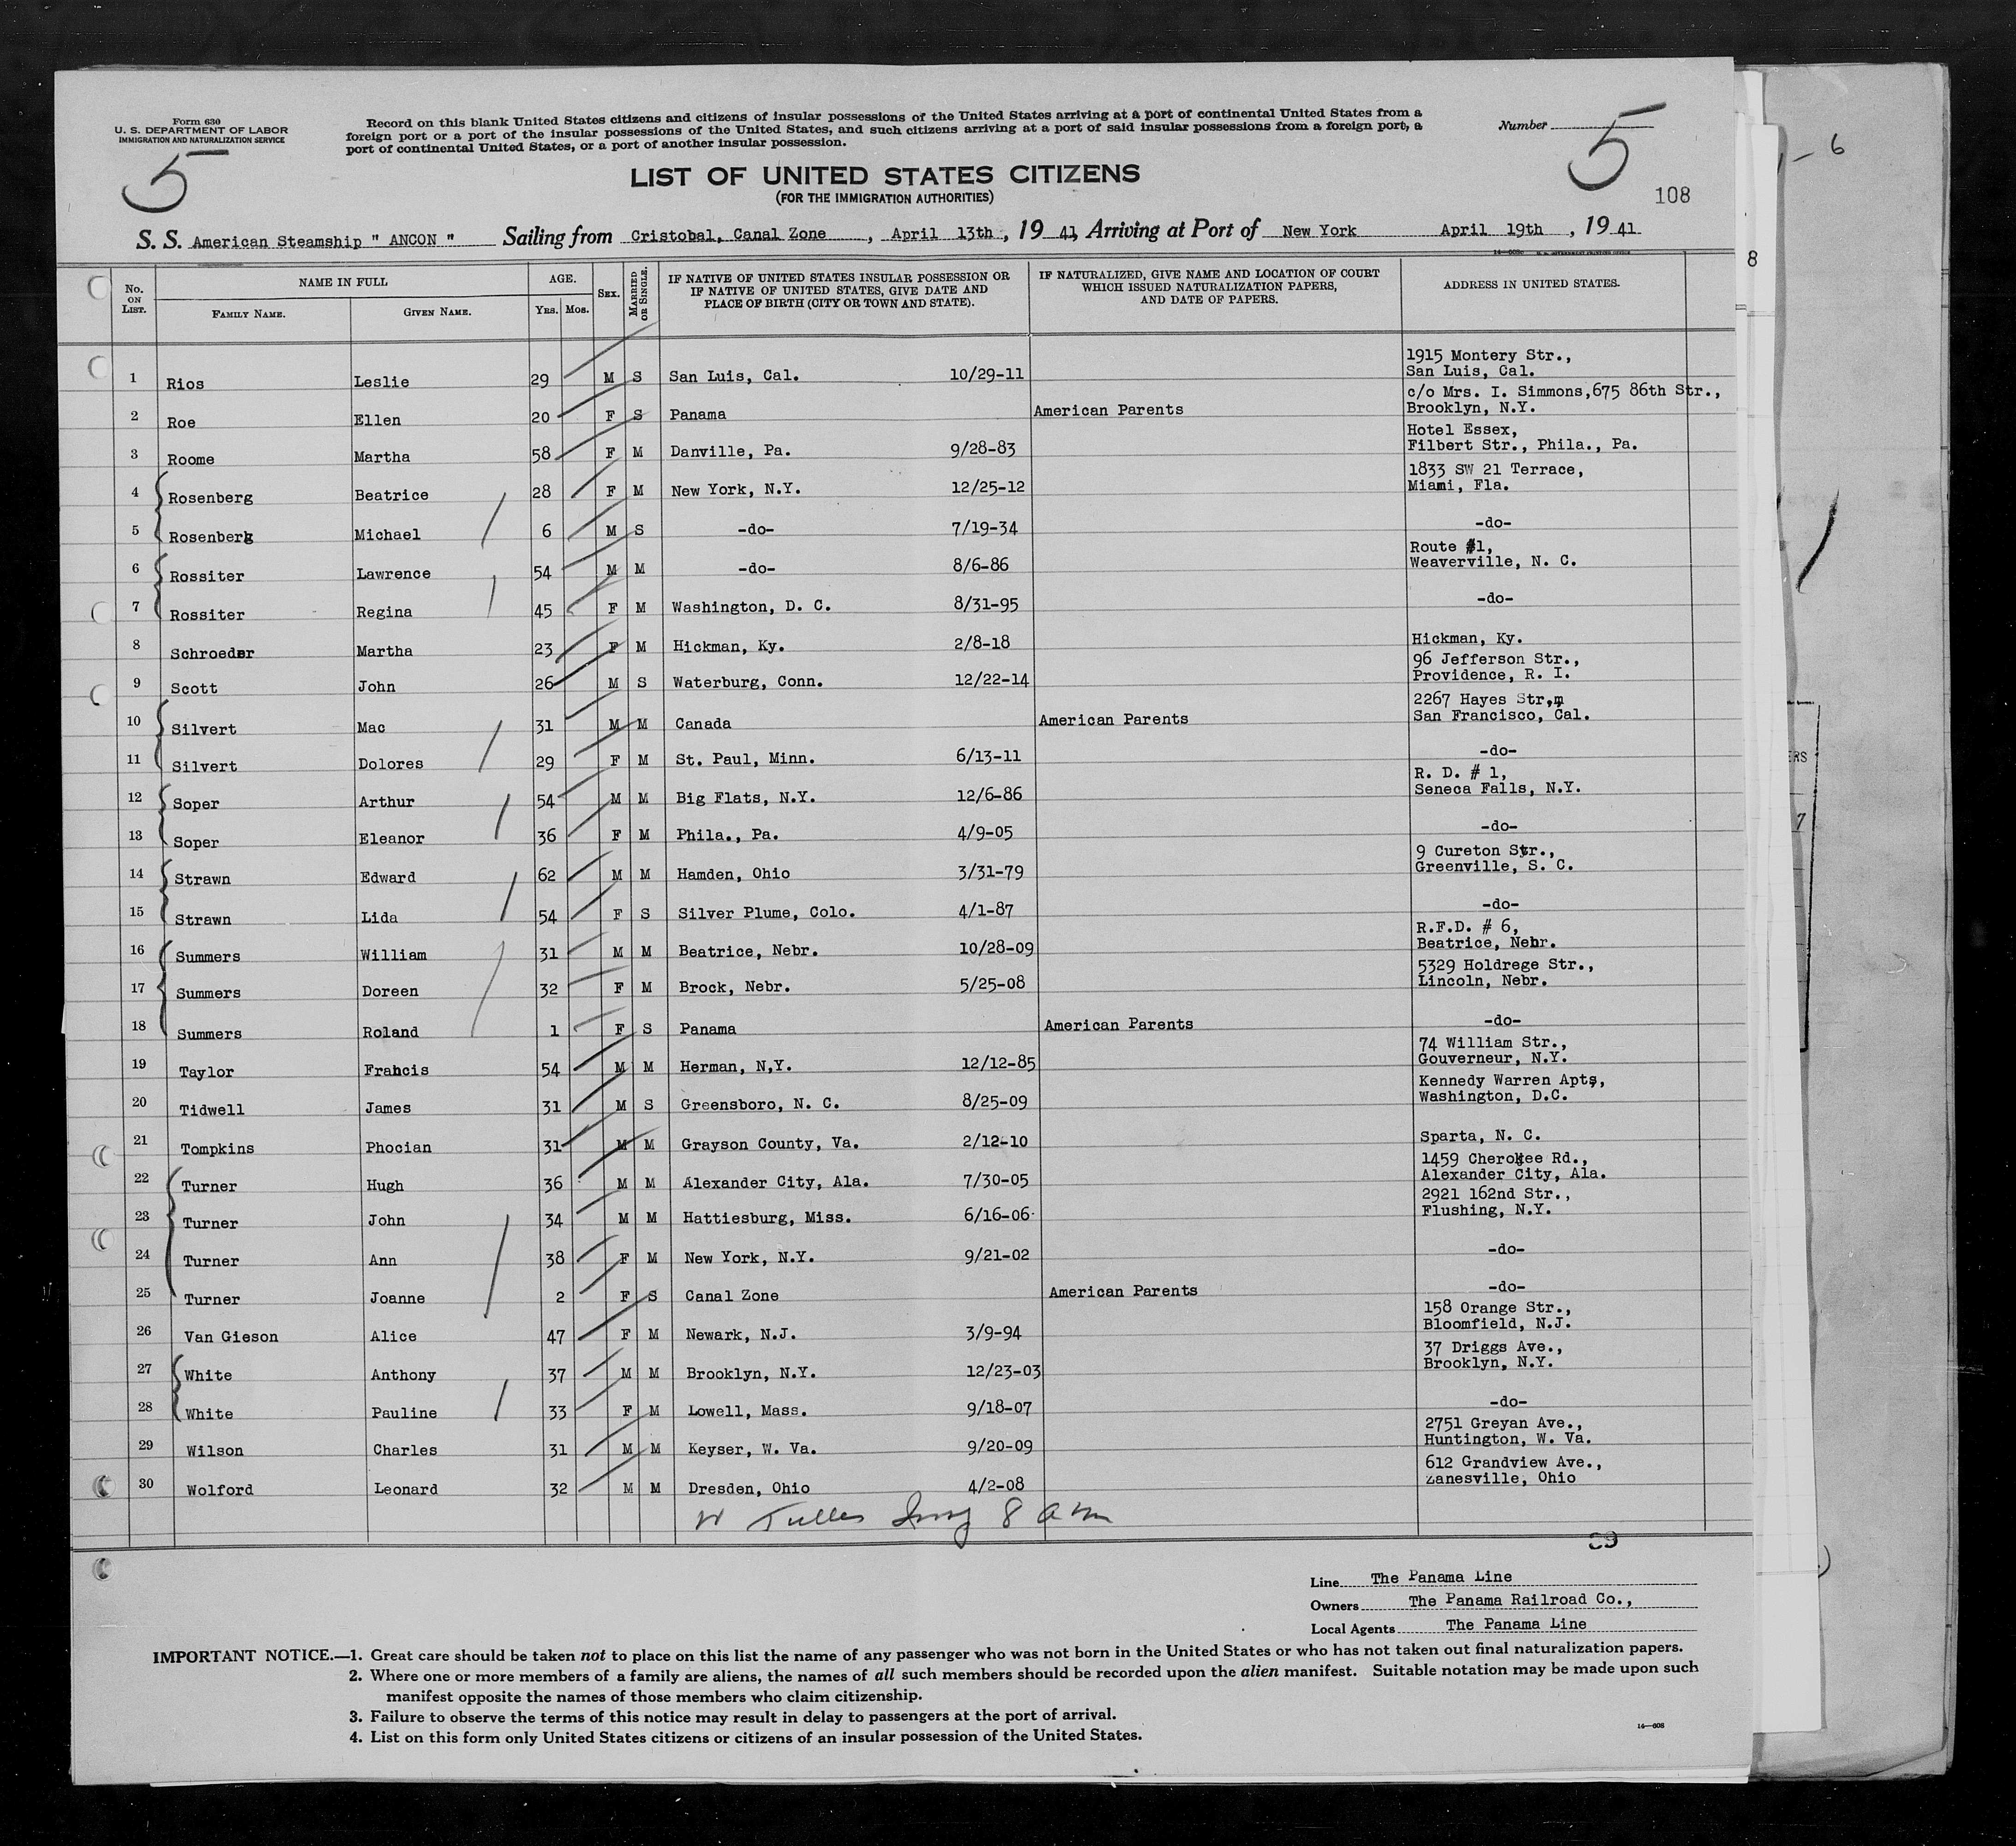 Form 630
U. S. DEPARTMENT OF LABOR
IMMIGRATION AND NATURALIZATION SERVICE
5
Record on this blank United States citizens and citizens of insular possessions of the United States arriving at a port of continental United States from a
foreign port or a port of the insular possessions of the United States, and such citizens arriving at a port of said insular possessions from a foreign port, a
port of continental United States, or a port of another insular possession.
Number
5
108
LIST OF UNITED STATES CITIZENS
(FOR THE IMMIGRATION AUTHORITIES)
S. S. American Steamship " ANCON " Sailing from Cristobal, Canal Zone, April 13th, 19 41, Arriving at Port of New York April 19th, 19 41
No. ON LIST. NAME IN FULL FAMILY NAME. GIVEN NAME. AGE. Yrs. Mos. SEX. MARRIED OR SINGLE. IF NATIVE OF UNITED STATES INSULAR POSSESSION OR IF NATIVE OF UNITED STATES, GIVE DATE AND PLACE OF BIRTH (CITY OR TOWN AND STATE). IF NATURALIZED, GIVE NAME AND LOCATION OF COURT WHICH ISSUED NATURALIZATION PAPERS, AND DATE OF PAPERS. ADDRESS IN UNITED STATES.
1 Rios Leslie 29 M S San Luis, Cal. 10/29-11 1915 Montery Str., San Luis, Cal.
2 Roe Ellen 20 F S Panama American Parents c/o Mrs. I. Simmons,675 86th Str., Brooklyn, N.Y.
3 Roome Martha 58 F M Danville, Pa. 9/28-83 Hotel Essex, Filbert Str., Phila., Pa.
4 Rosenberg Beatrice 28 F M New York, N.Y. 12/25-12 1833 SW 21 Terrace, Miami, Fla.
5 Rosenberg Michael 6 M S -do- 7/19-34 -do-
6 Rossiter Lawrence 54 M M -do- 8/6-86 Route #1, Weaverville, N. C.
7 Rossiter Regina 45 F M Washington, D. C. 8/31-95 -do-
8 Schroeder Martha 23 F M Hickman, Ky. 2/8-18 Hickman, Ky.
9 Scott John 26 M S Waterburg, Conn. 12/22-14 96 Jefferson Str., Providence, R. I.
10 Silvert Mac 31 M M Canada American Parents 2267 Hayes Str,m San Francisco, Cal.
11 Silvert Dolores 29 F M St. Paul, Minn. 6/13-11 -do-
12 Soper Arthur 54 M M Big Flats, N.Y. 12/6-86 R. D. # 1, Seneca Falls, N.Y.
13 Soper Eleanor 36 F M Phila., Pa. 4/9-05 -do-
14 Strawn Edward 62 M M Hamden, Ohio 3/31-79 9 Cureton Str., Greenville, S. C.
15 Strawn Lida 54 F S Silver Plume, Colo. 4/1-87 -do-
16 Summers William 31 M M Beatrice, Nebr. 10/28-09 R.F.D. # 6, Beatrice, Nebr.
17 Summers Doreen 32 F M Brock, Nebr. 5/25-08 5329 Holdrege Str., Lincoln, Nebr.
18 Summers Roland 1 F S Panama American Parents -do-
19 Taylor Francis 54 M M Herman, N,Y. 12/12-85 74 William Str., Gouverneur, N.Y.
20 Tidwell James 31 M S Greensboro, N. C. 8/25-09 Kennedy Warren Apts, Washington, D.C.
21 Tompkins Phocian 31 M M Grayson County, Va. 2/12-10 Sparta, N. C.
22 Turner Hugh 36 M M Alexander City, Ala. 7/30-05 1459 Cherokee Rd., Alexander City, Ala.
23 Turner John 34 M M Hattiesburg, Miss. 6/16-06 2921 162nd Str., Flushing, N.Y.
24 Turner Ann 38 F M New York, N.Y. 9/21-02 -do-
25 Turner Joanne 2 F S Canal Zone American Parents -do-
26 Van Gieson Alice 47 F M Newark, N.J. 3/9-94 158 Orange Str., Bloomfield, N.J.
27 White Anthony 37 M M Brooklyn, N.Y. 12/23-03 37 Driggs Ave., Brooklyn, N.Y.
28 White Pauline 33 F M Lowell, Mass. 9/18-07 -do-
29 Wilson Charles 31 M M Keyser, W. Va. 9/20-09 2751 Greyan Ave., Huntington, W. Va.
30 Wolford Leonard 32 M M Dresden, Ohio 4/2-08 612 Grandview Ave., Zanesville, Ohio
8 am
Line The Panama Line
Owners The Panama Railroad Co.,
Local Agents The Panama Line
IMPORTANT NOTICE.—1. Great care should be taken not to place on this list the name of any passenger who was not born in the United States or who has not taken out final naturalization papers.
2. Where one or more members of a family are aliens, the names of all such members should be recorded upon the alien manifest. Suitable notation may be made upon such
manifest opposite the names of those members who claim citizenship.
3. Failure to observe the terms of this notice may result in delay to passengers at the port of arrival.
4. List on this form only United States citizens or citizens of an insular possession of the United States.
14—608